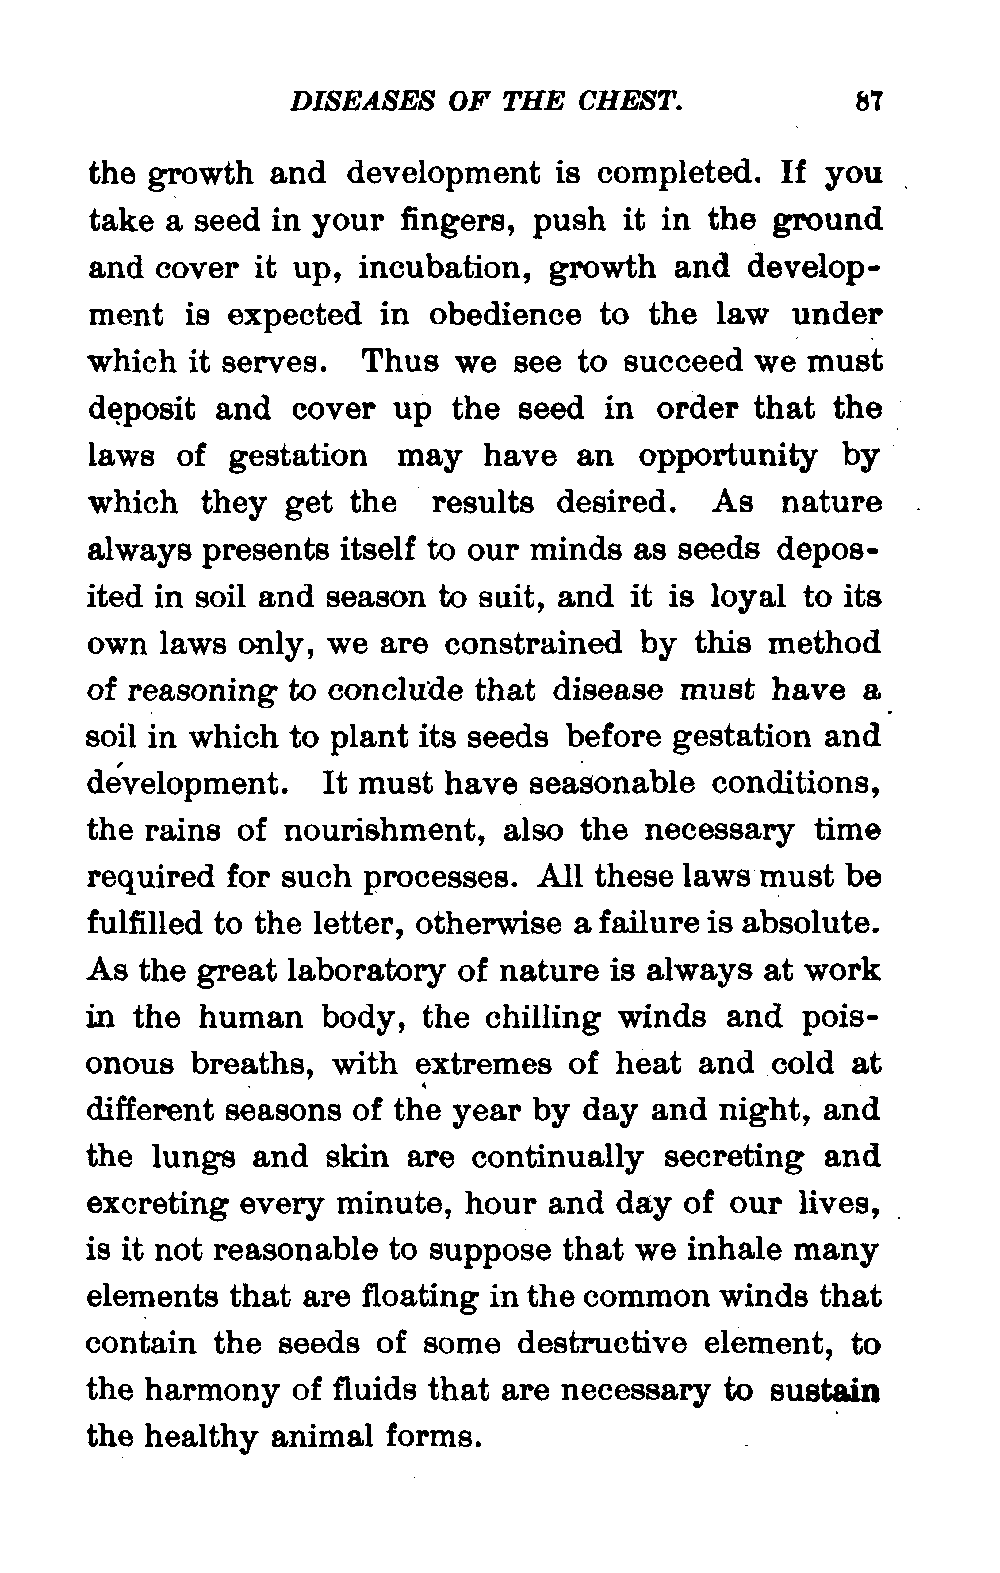 DISEASES OF THE CHEST. 87
the growth and development is completed. If you
take a seed in your fingers, push it in the ground
and cover it up, incubation, growth and develop-
ment is expected in obedience to the law under
which it serves. Thus we see to succeed we must
deposit and cover up the seed in order that the
laws of gestation may have an opportunity by
which they get the results desired. As nature
always presents itself to our minds as seeds depos-
ited in soil and season to suit, and it is loyal to its
own laws only, we are constrained by this method
of reasoning to conclude that disease must have a
soil in which to plant its seeds before gestation and
development. It must have seasonable conditions,
the rains of nourishment, also the necessary time
required for such processes. All these laws must be
fulfilled to the letter, otherwise a failure is absolute.
As the great laboratory of nature is always at work
in the human body, the chilling winds and pois-
onous breaths, with extremes of heat and cold at
different seasons of the year by day and night, and
the lungs and skin are continually secreting and
excreting every minute, hour and day of our lives,
is it not reasonable to suppose that we inhale many
elements that are floating in the common winds that
contain the seeds of some destructive element, to
the harmony of fluids that are necessary to sustain
the healthy animal forms.